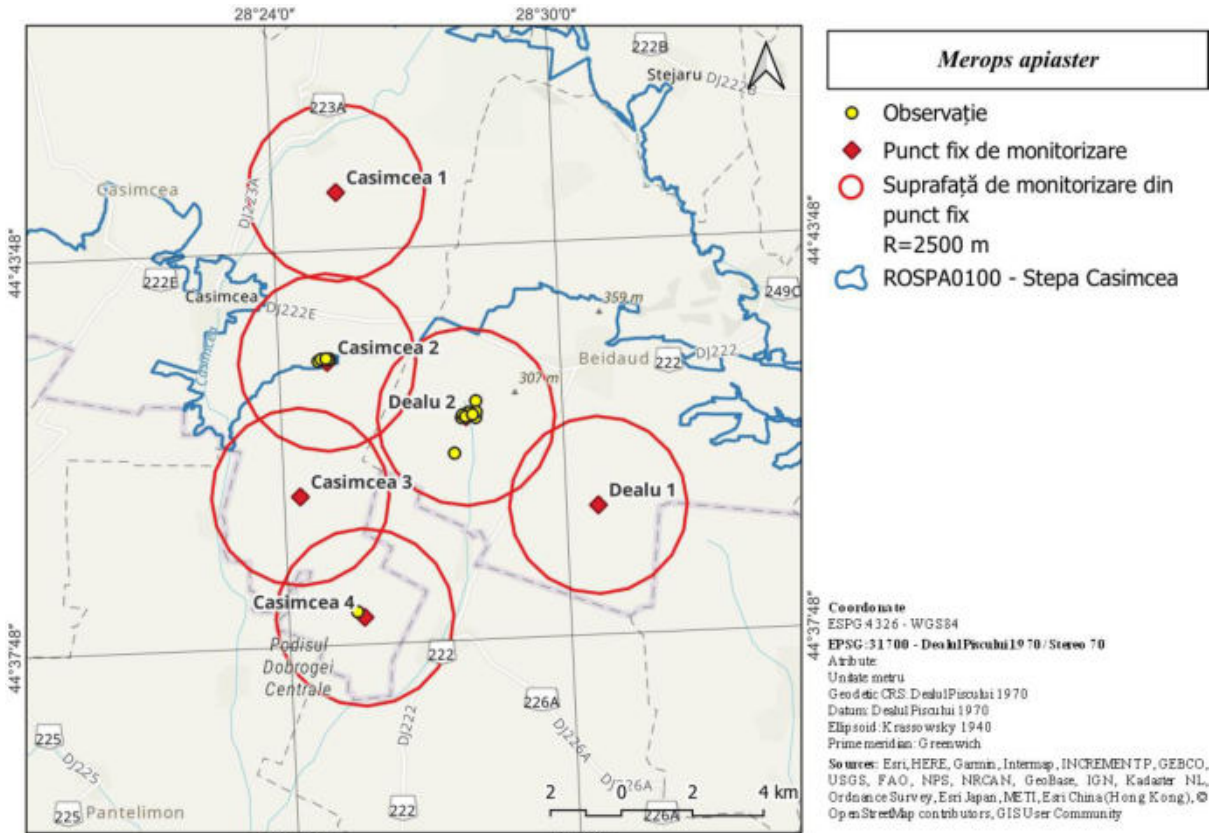 28°24'0"
28°30'0"
222B
Stejaru
DJ222B
223A
Casimcea 1
Casimcea
DJ223A
44°43'48"
44°43'48"
222E
Casimcea
DJ222E
249C
359 m
Casimcea
Casimcea 2
Beidaud
222
DJ222
307 m
Dealu 2
Casimcea 3
Dealu 1
Casimcea 4
44°37'48"
44°37'48"
Podisul
Dobrogei
Centrale
222
226A
225
DJ225
DJ222
DJ226A
DJ226A
2 0 2 4 km
225
Pantelimon
222
226A
Merops apiaster
Observație
Punct fix de monitorizare
Suprafață de monitorizare din
punct fix
R=2500 m
ROSPA0100 - Stepa Casimcea
Coordonate
ESPG:4326 - WGS84
EPSG:31700 - Dealul Piscului 1970 / Stereo 70
Atribute
Unitate metru
Geodetic CRS: Dealul Piscului 1970
Datum: Dealul Piscului 1970
Ellipsoid: Krassowsky 1940
Prime meridian: Greenwich
Sources: Esri, HERE, Garmin, Intermap, INCREMENT P, GEBCO,
USGS, FAO, NPS, NRCAN, GeoBase, IGN, Kadaster NL,
Ordnance Survey, Esri Japan, METI, Esri China (Hong Kong), ©
OpenStreetMap contributors, GIS User Community